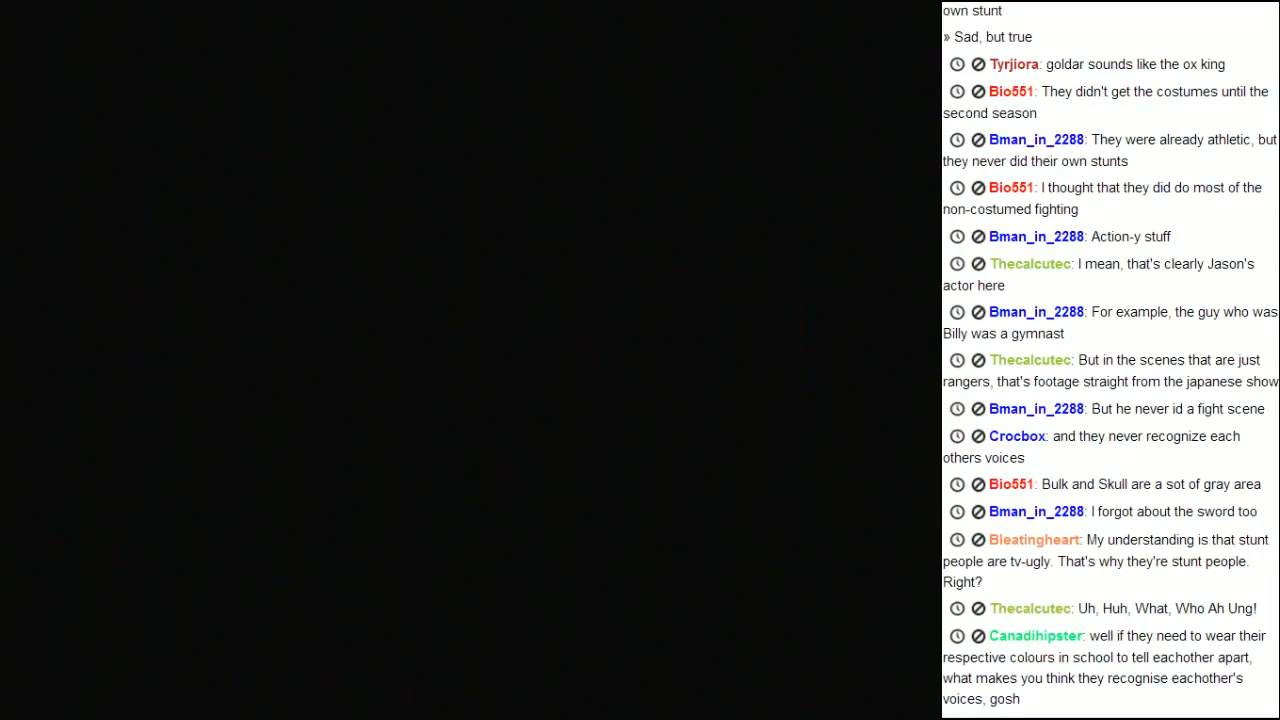 own stunt
» Sad, but true
Tyrjiora: goldar sounds like the ox king
Bio551: They didn't get the costumes until the
second season
Bman_in_2288: They were already athletic, but
they never did their own stunts
Bio551: I thought that they did do most of the
non-costumed fighting
Bman_in_2288: Action-y stuff
Thecalcutec: I mean, that's clearly Jason's
actor here
Bman_in_2288: For example, the guy who was
Billy was a gymnast
Thecalcutec: But in the scenes that are just
rangers, that's footage straight from the japanese show
Bman_in_2288: But he never id a fight scene
Crocbox: and they never recognize each
others voices
Bio551: Bulk and Skull are a sot of gray area
Bman_in_2288: I forgot about the sword too
Bleatingheart: My understanding is that stunt
people are tv-ugly. That's why they're stunt people.
Right?
Thecalcutec: Uh, Huh, What, Who Ah Ung!
Canadihipster: well if they need to wear their
respective colours in school to tell eachother apart,
what makes you think they recognise eachother's
voices, gosh